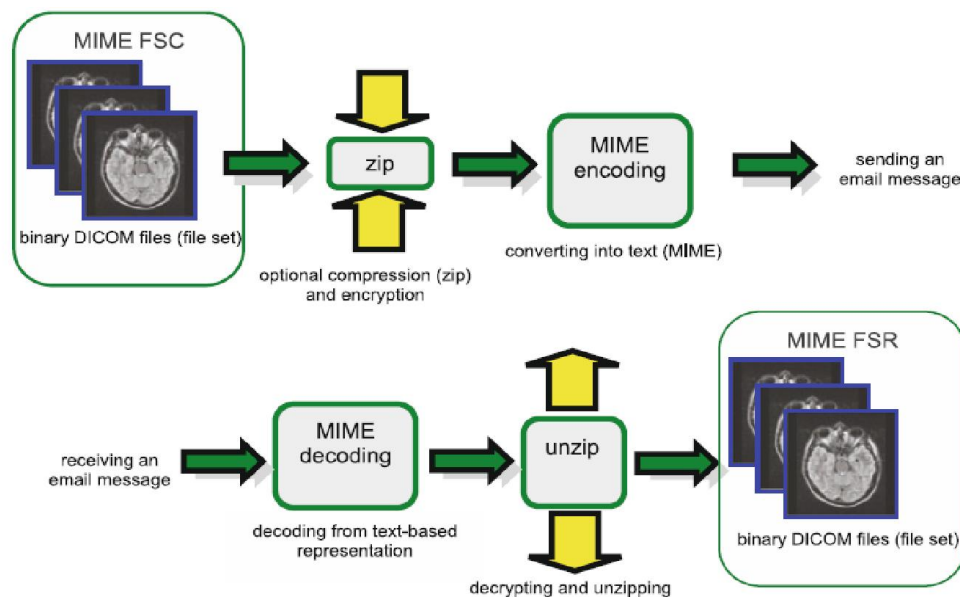 MIME FSC
binary DICOM files (file set)
zip
optional compression (zip)
and encryption
MIME
encoding
converting into text (MIME)
sending an
email message
receiving an
email message
MIME
decoding
decoding from text-based
representation
unzip
decrypting and unzipping
MIME FSR
binary DICOM files (file set)